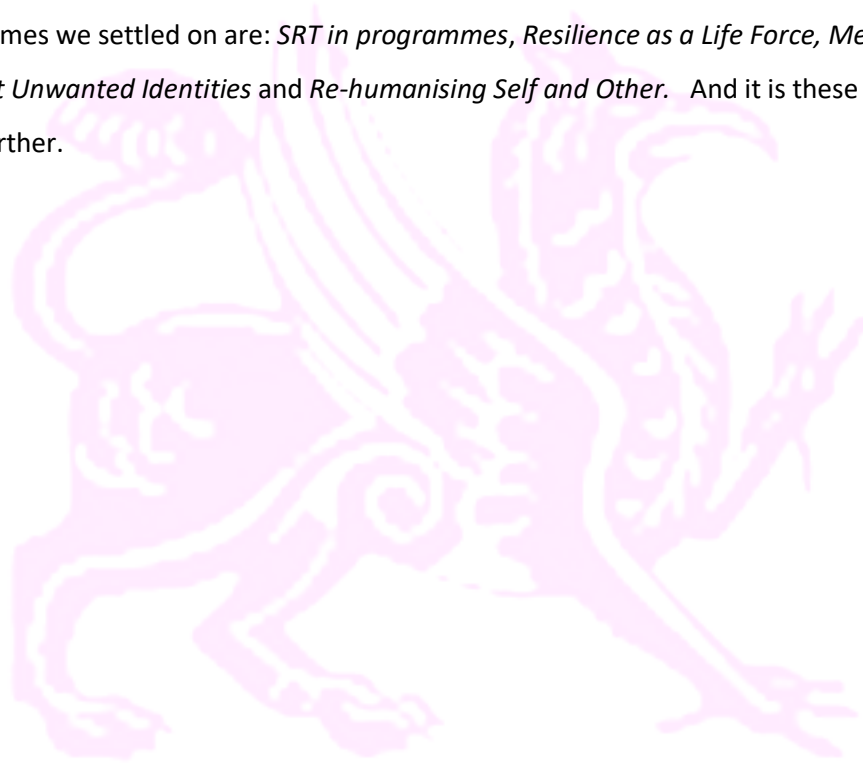 mes we settled on are: SRT in programmes, Resilience as a Life Force, Me
t Unwanted Identities and Re-humanising Self and Other.   And it is these
rther.